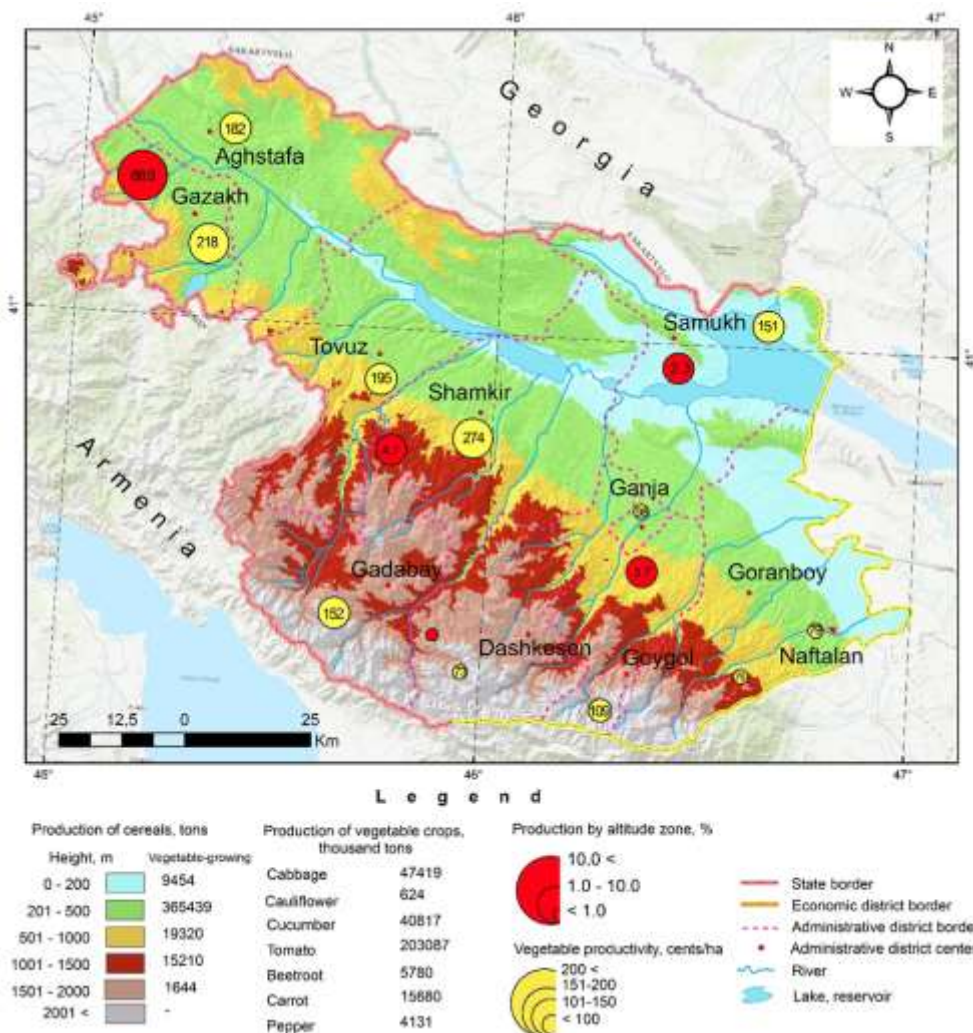 45°
46°
47°
N
W
E
S
Georgia
182
Aghstafa
Gazakh
218
41°
Samukh
151
41°
Tovuz
195
Shamkir
274
Armenia
Ganja
Gadabay
Goranboy
152
Dashkesen
Goygol
Naftalan
109
25 12,5 0 25
Km
45°
46°
47°
Legend
Production of cereals, tons
Height, m Vegetable-growing
0 - 200 9454
201 - 500 365439
501 - 1000 19320
1001 - 1500 15210
1501 - 2000 1644
2001 < -
Production of vegetable crops,
thousand tons
Cabbage 47419
Cauliflower 624
Cucumber 40817
Tomato 203087
Beetroot 5780
Carrot 15680
Pepper 4131
Production by altitude zone, %
10.0 <
1.0 - 10.0
< 1.0
Vegetable productivity, cents/ha
200 <
151-200
101-150
< 100
State border
Economic district border
Administrative district border
Administrative district center
River
Lake, reservoir